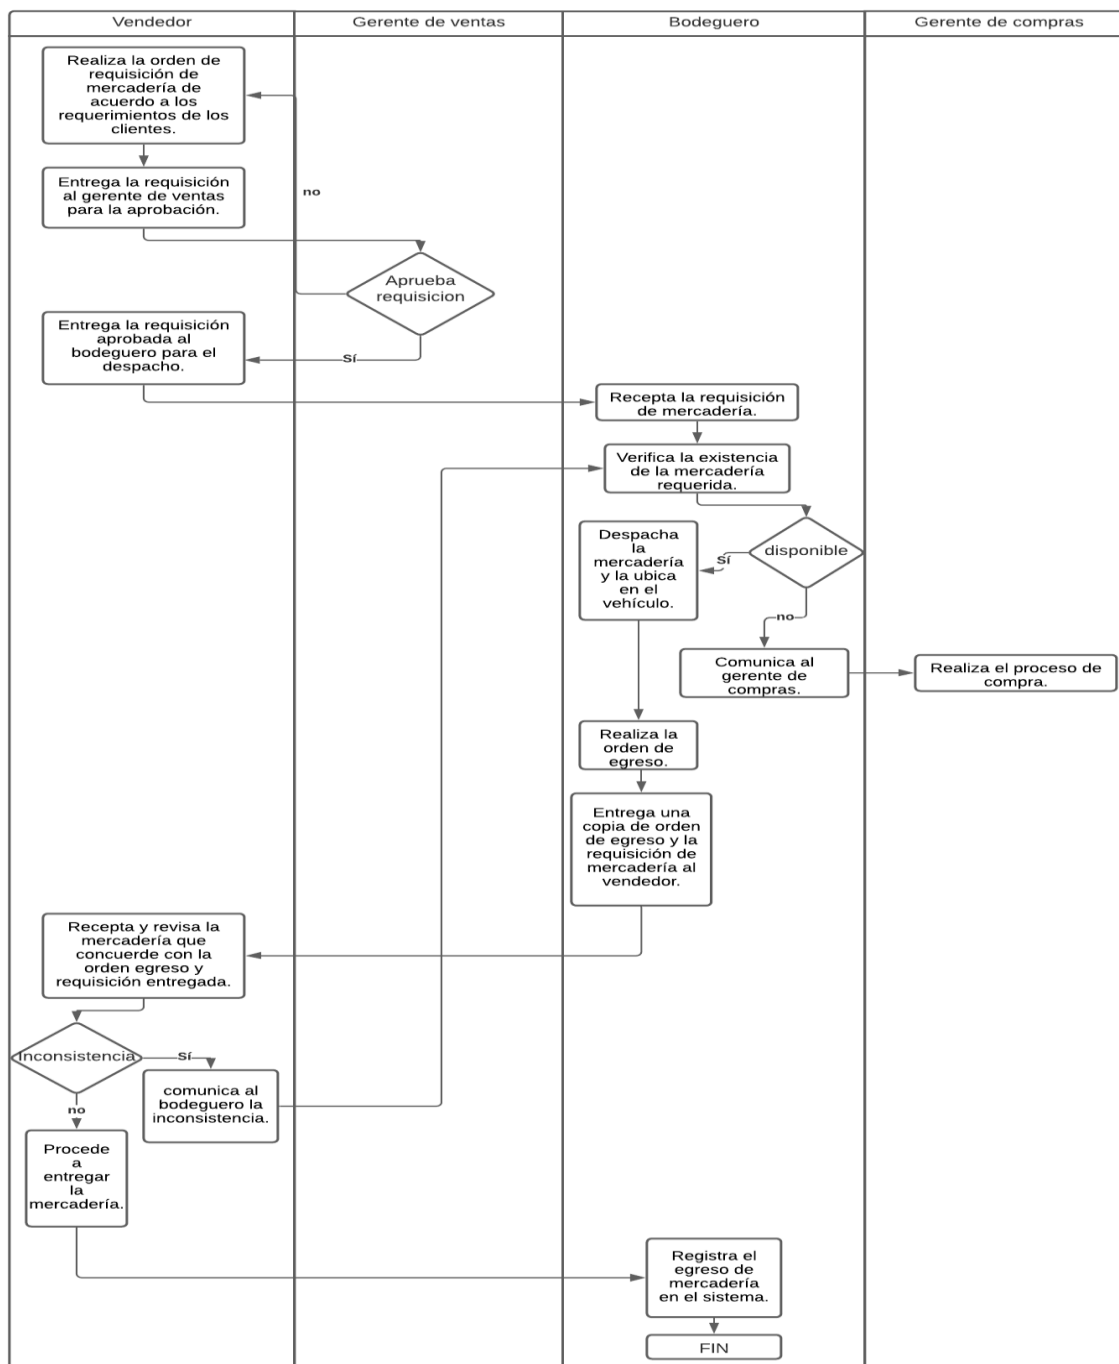 Vendedor
Gerente de ventas
Bodeguero
Gerente de compras
Realiza la orden de
requisición de
mercadería de
acuerdo a los
requerimientos de los
clientes.
Entrega la requisición
al gerente de ventas
para la aprobación.
no
Aprueba
requisicion
Entrega la requisición
aprobada al
bodeguero para el
despacho.
Sí
Recepta la requisición
de mercadería.
Verifica la existencia
de la mercadería
requerida.
disponible
Sí
Despacha
la
mercadería
y la ubica
en el
vehículo.
no
Comunica al
gerente de
compras.
Realiza el proceso de
compra.
Realiza la
orden de
egreso.
Entrega una
copia de orden
de egreso y la
requisición de
mercadería al
vendedor.
Recepta y revisa la
mercadería que
concuerde con la
orden egreso y
requisición entregada.
Inconsistencia
Sí
comunica al
bodeguero la
inconsistencia.
no
Procede
a
entregar
la
mercadería.
Registra el
egreso de
mercadería
en el sistema.
FIN